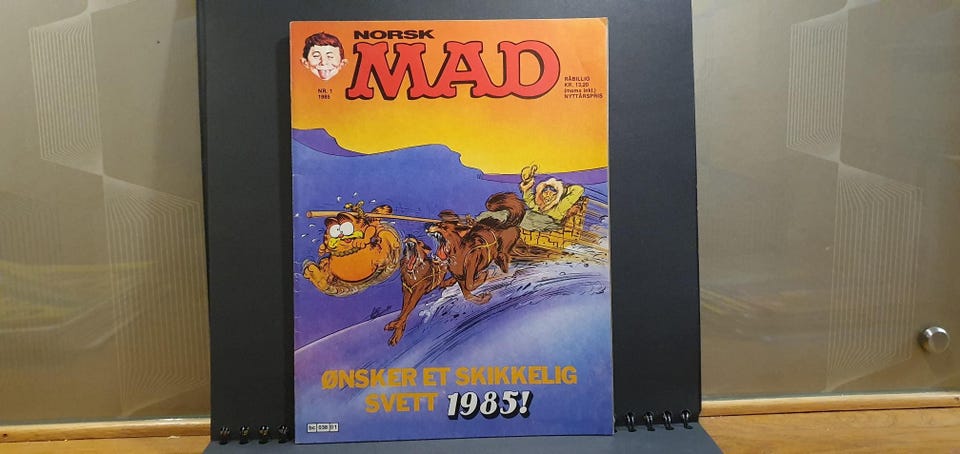 NORSK
MAD
NR. 1
1985
RÅBILLIG
KR. 13,20
(moms inkl.)
NYTTÅRSPRIS
ØNSKER ET SKIKKELIG
SVETT 1985!